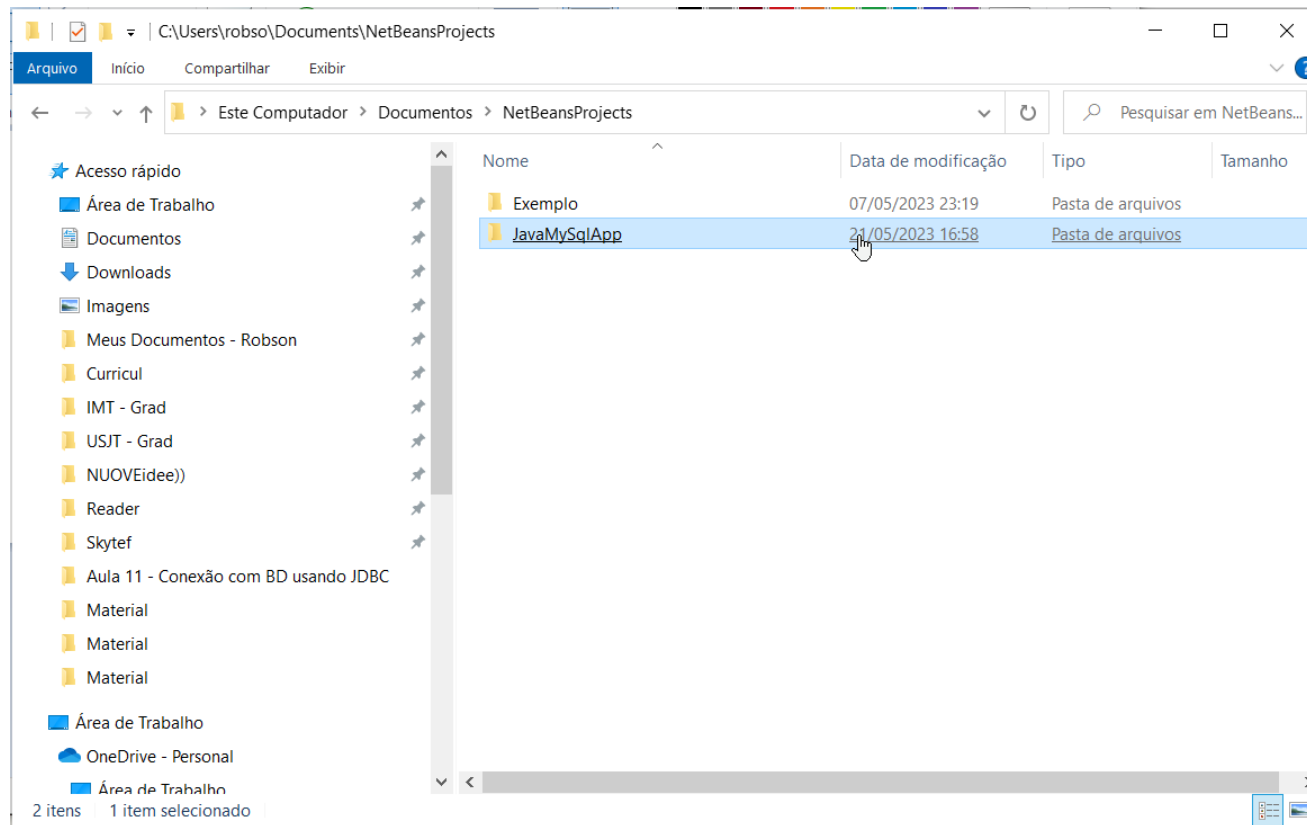 C:\Users\robso\Documents\NetBeansProjects
Arquivo Início Compartilhar Exibir
Este Computador > Documentos > NetBeansProjects
Pesquisar em NetBeans...
Acesso rápido
Área de Trabalho
Documentos
Downloads
Imagens
Meus Documentos - Robson
Curricul
IMT - Grad
USJT - Grad
NUOVEidee))
Reader
Skytef
Aula 11 - Conexão com BD usando JDBC
Material
Material
Material
Área de Trabalho
OneDrive - Personal
Área de Trabalho
Nome Data de modificação Tipo Tamanho
Exemplo 07/05/2023 23:19 Pasta de arquivos
JavaMySqlApp 21/05/2023 16:58 Pasta de arquivos
2 itens 1 item selecionado